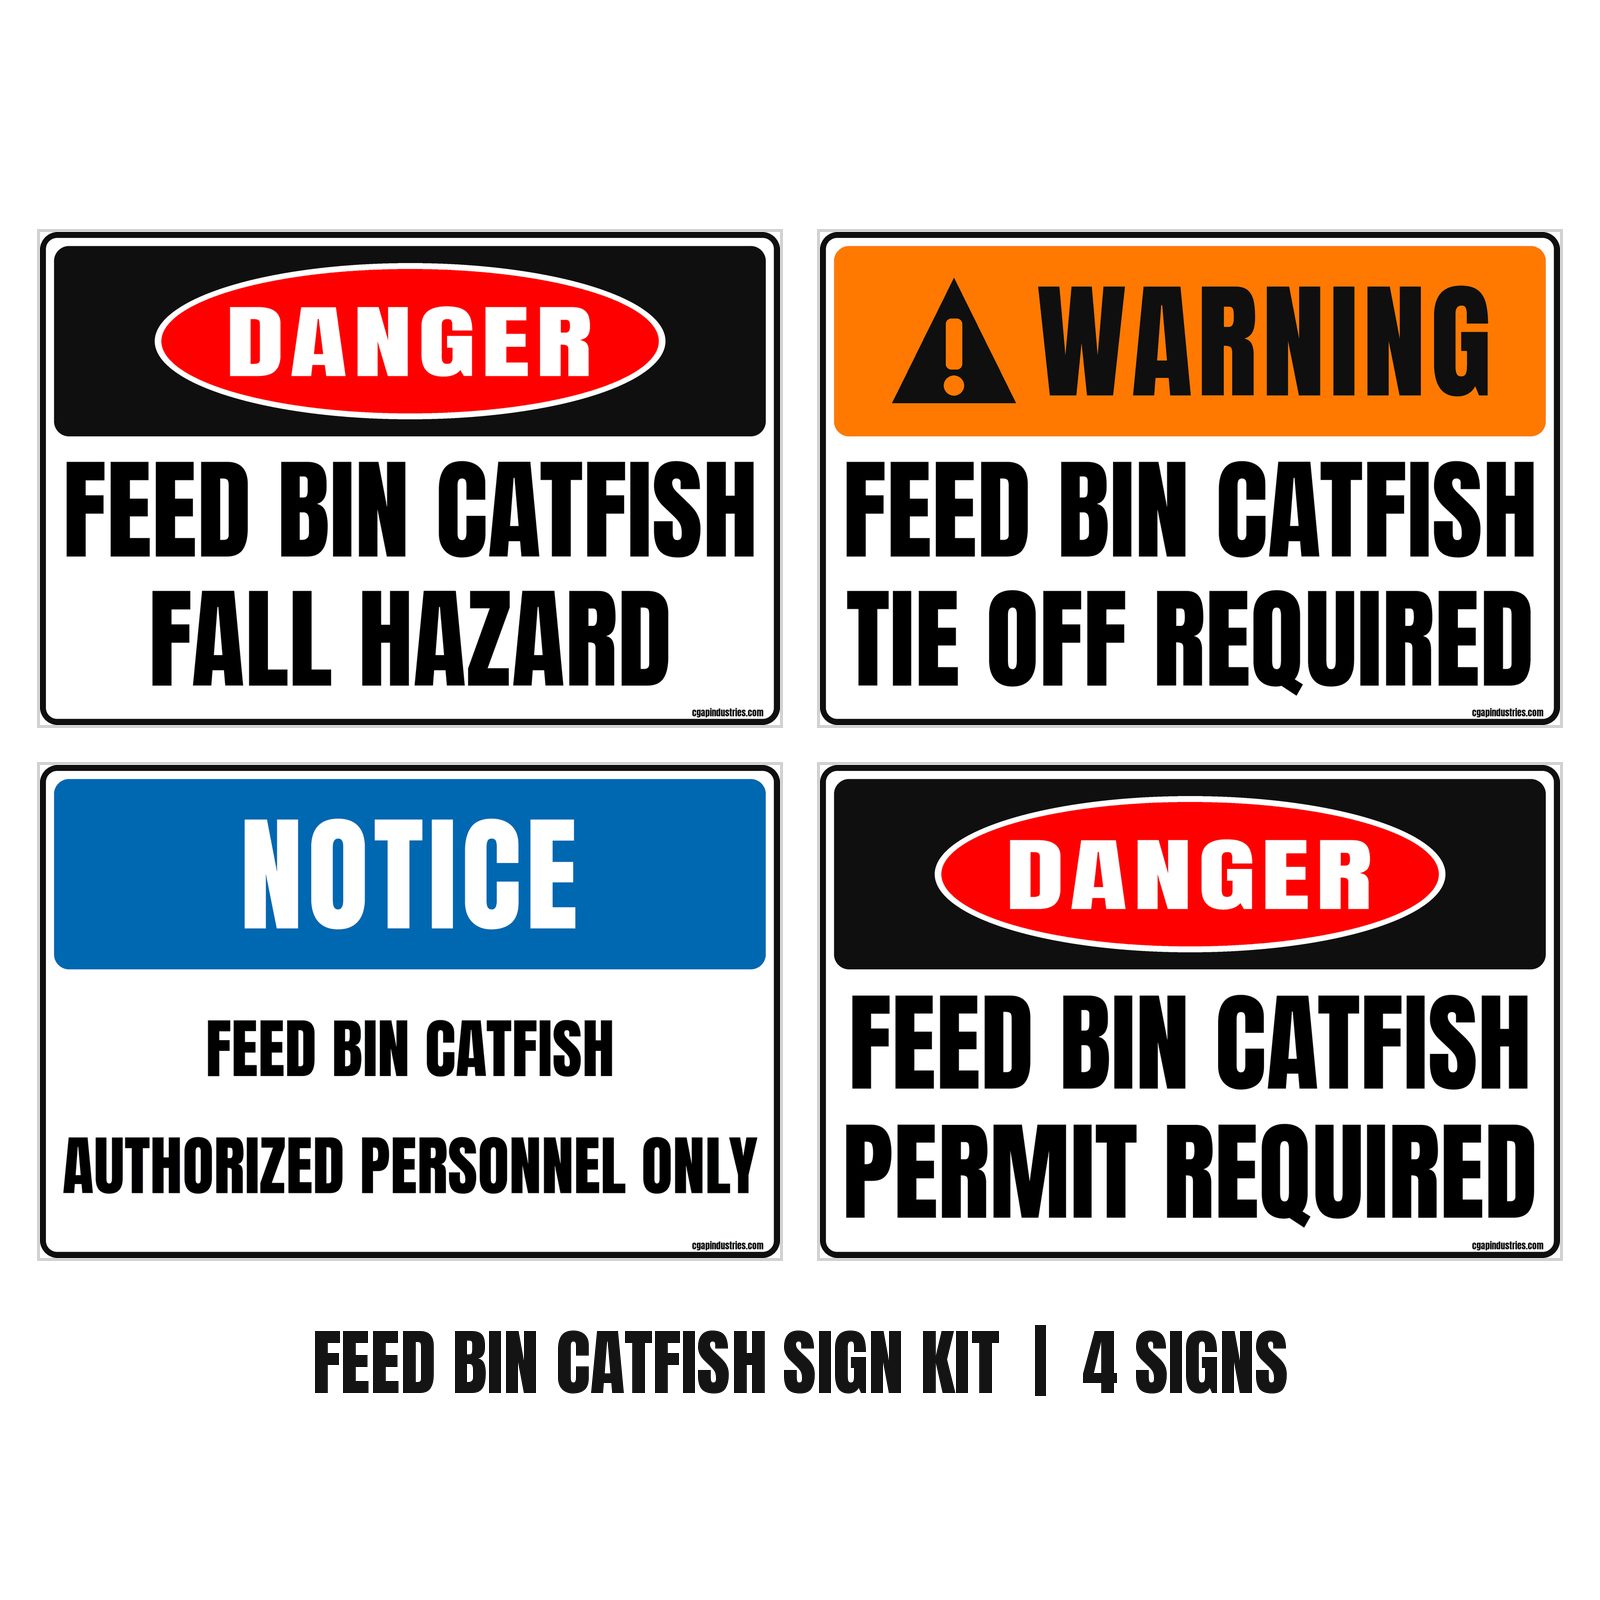 DANGER
FEED BIN CATFISH
FALL HAZARD
cgapindustries.com
WARNING
FEED BIN CATFISH
TIE OFF REQUIRED
cgapindustries.com
NOTICE
FEED BIN CATFISH
AUTHORIZED PERSONNEL ONLY
cgapindustries.com
DANGER
FEED BIN CATFISH
PERMIT REQUIRED
cgapindustries.com
FEED BIN CATFISH SIGN KIT | 4 SIGNS